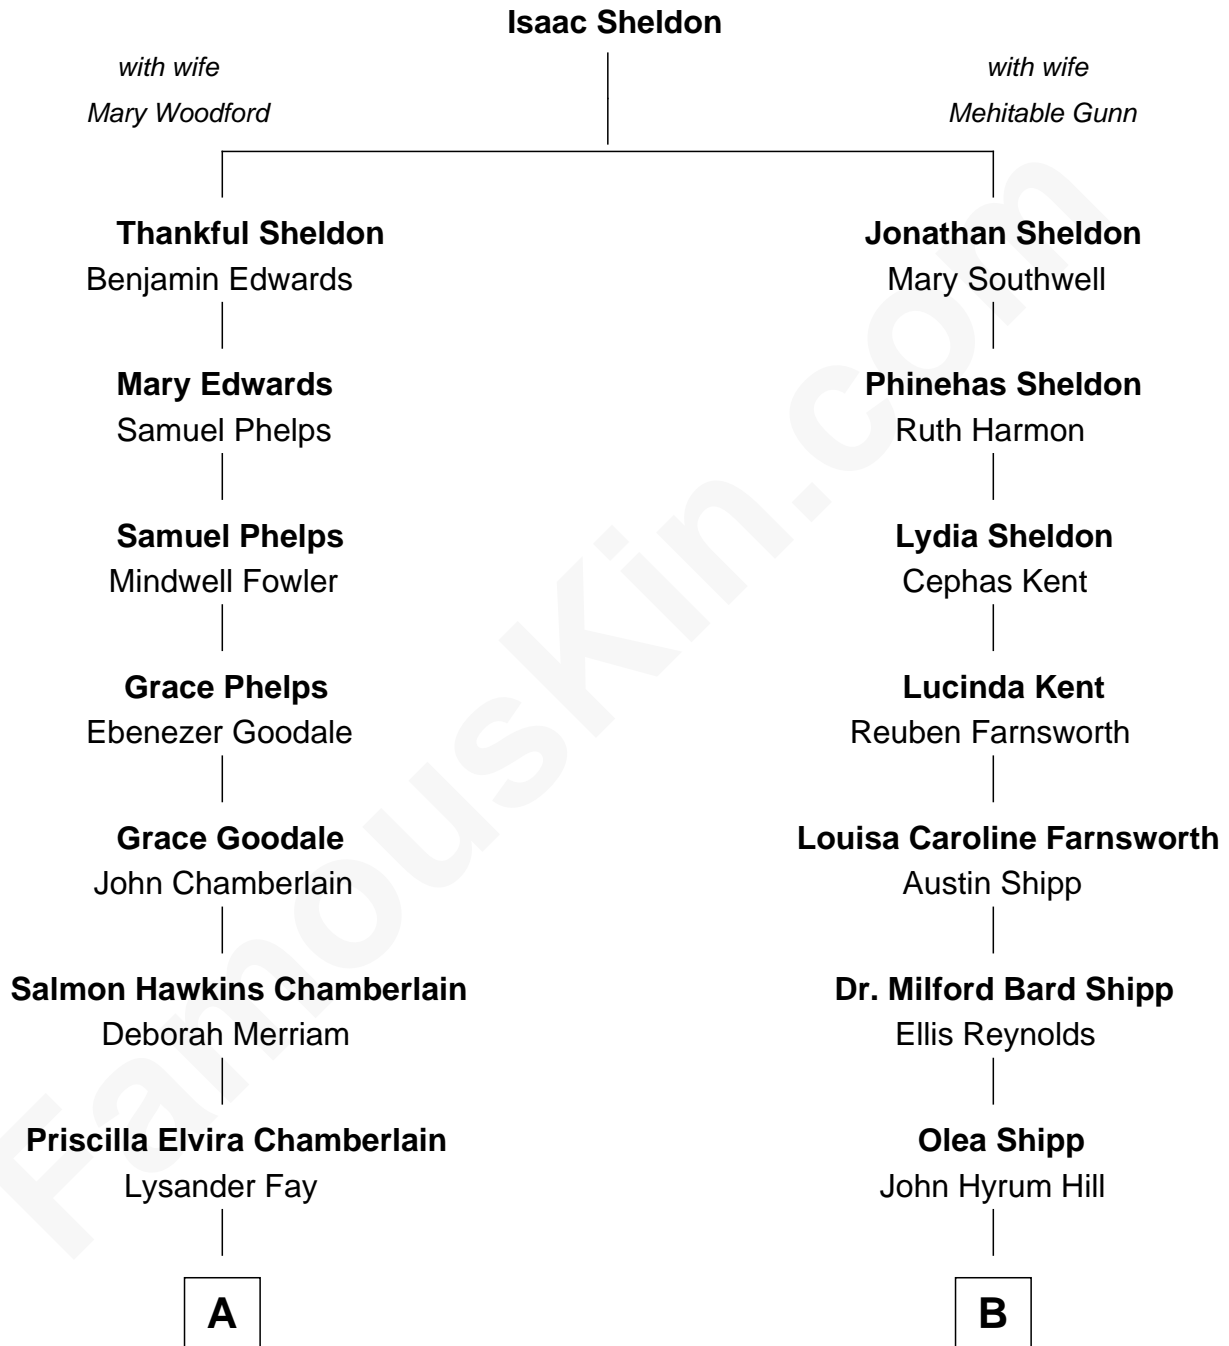 Isaac Sheldon
with wife
Mary Woodford
with wife
Mehitable Gunn
Thankful Sheldon
Benjamin Edwards
Jonathan Sheldon
Mary Southwell
Mary Edwards
Samuel Phelps
Phinehas Sheldon
Ruth Harmon
Samuel Phelps
Mindwell Fowler
Lydia Sheldon
Cephas Kent
Grace Phelps
Ebenezer Goodale
Lucinda Kent
Reuben Farnsworth
Grace Goodale
John Chamberlain
Louisa Caroline Farnsworth
Austin Shipp
Salmon Hawkins Chamberlain
Deborah Merriam
Dr. Milford Bard Shipp
Ellis Reynolds
Priscilla Elvira Chamberlain
Lysander Fay
Olea Shipp
John Hyrum Hill
A
B
FamousKin.com